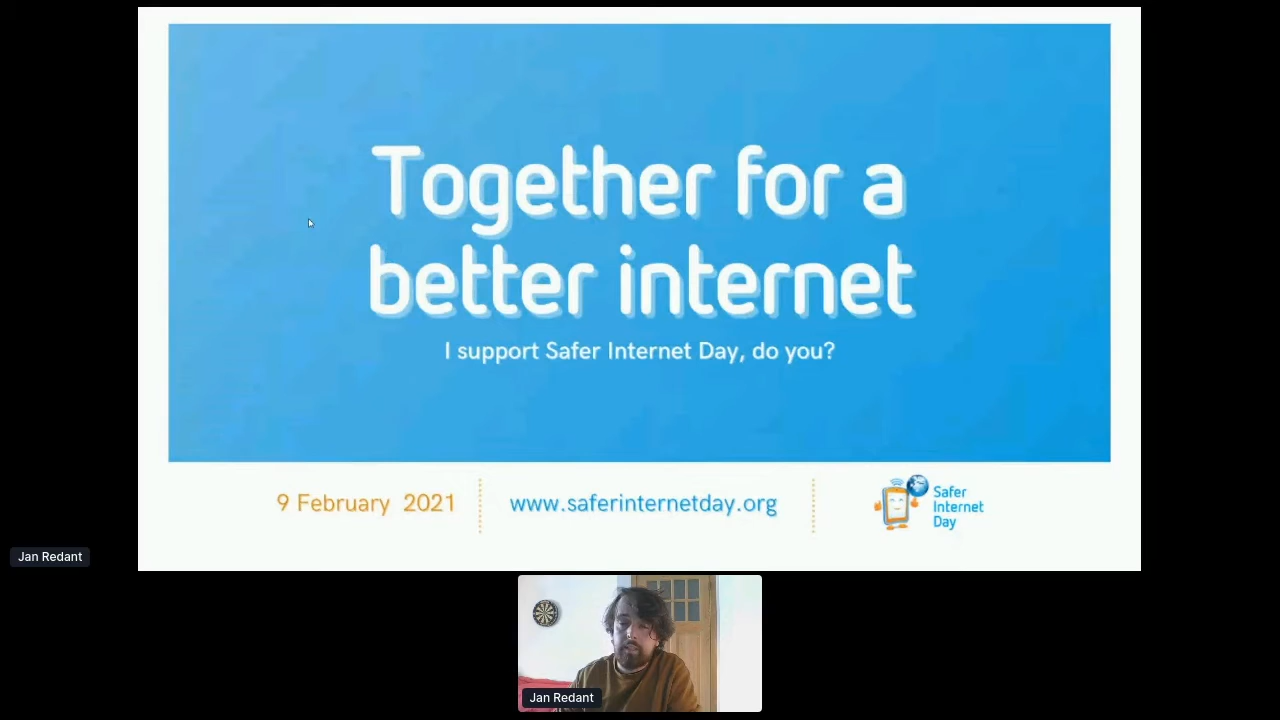 Together for a
better internet
I support Safer Internet Day, do you?
9 February 2021
www.saferinternetday.org
Safer
Internet
Day
Jan Redant
Jan Redant